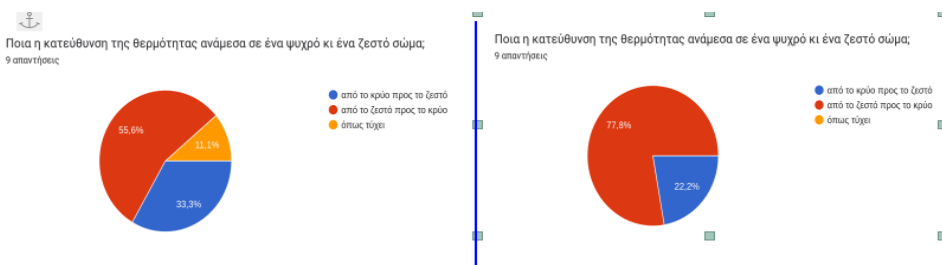 Ποια η κατεύθυνση της θερμότητας ανάμεσα σε ένα ψυχρό κι ένα ζεστό σώμα;
9 απαντήσεις
από το κρύο προς το ζεστό
από το ζεστό προς το κρύο
όπως τύχει
55,6%
11,1%
33,3%
Ποια η κατεύθυνση της θερμότητας ανάμεσα σε ένα ψυχρό κι ένα ζεστό σώμα;
9 απαντήσεις
από το κρύο προς το ζεστό
από το ζεστό προς το κρύο
όπως τύχει
77,8%
22,2%